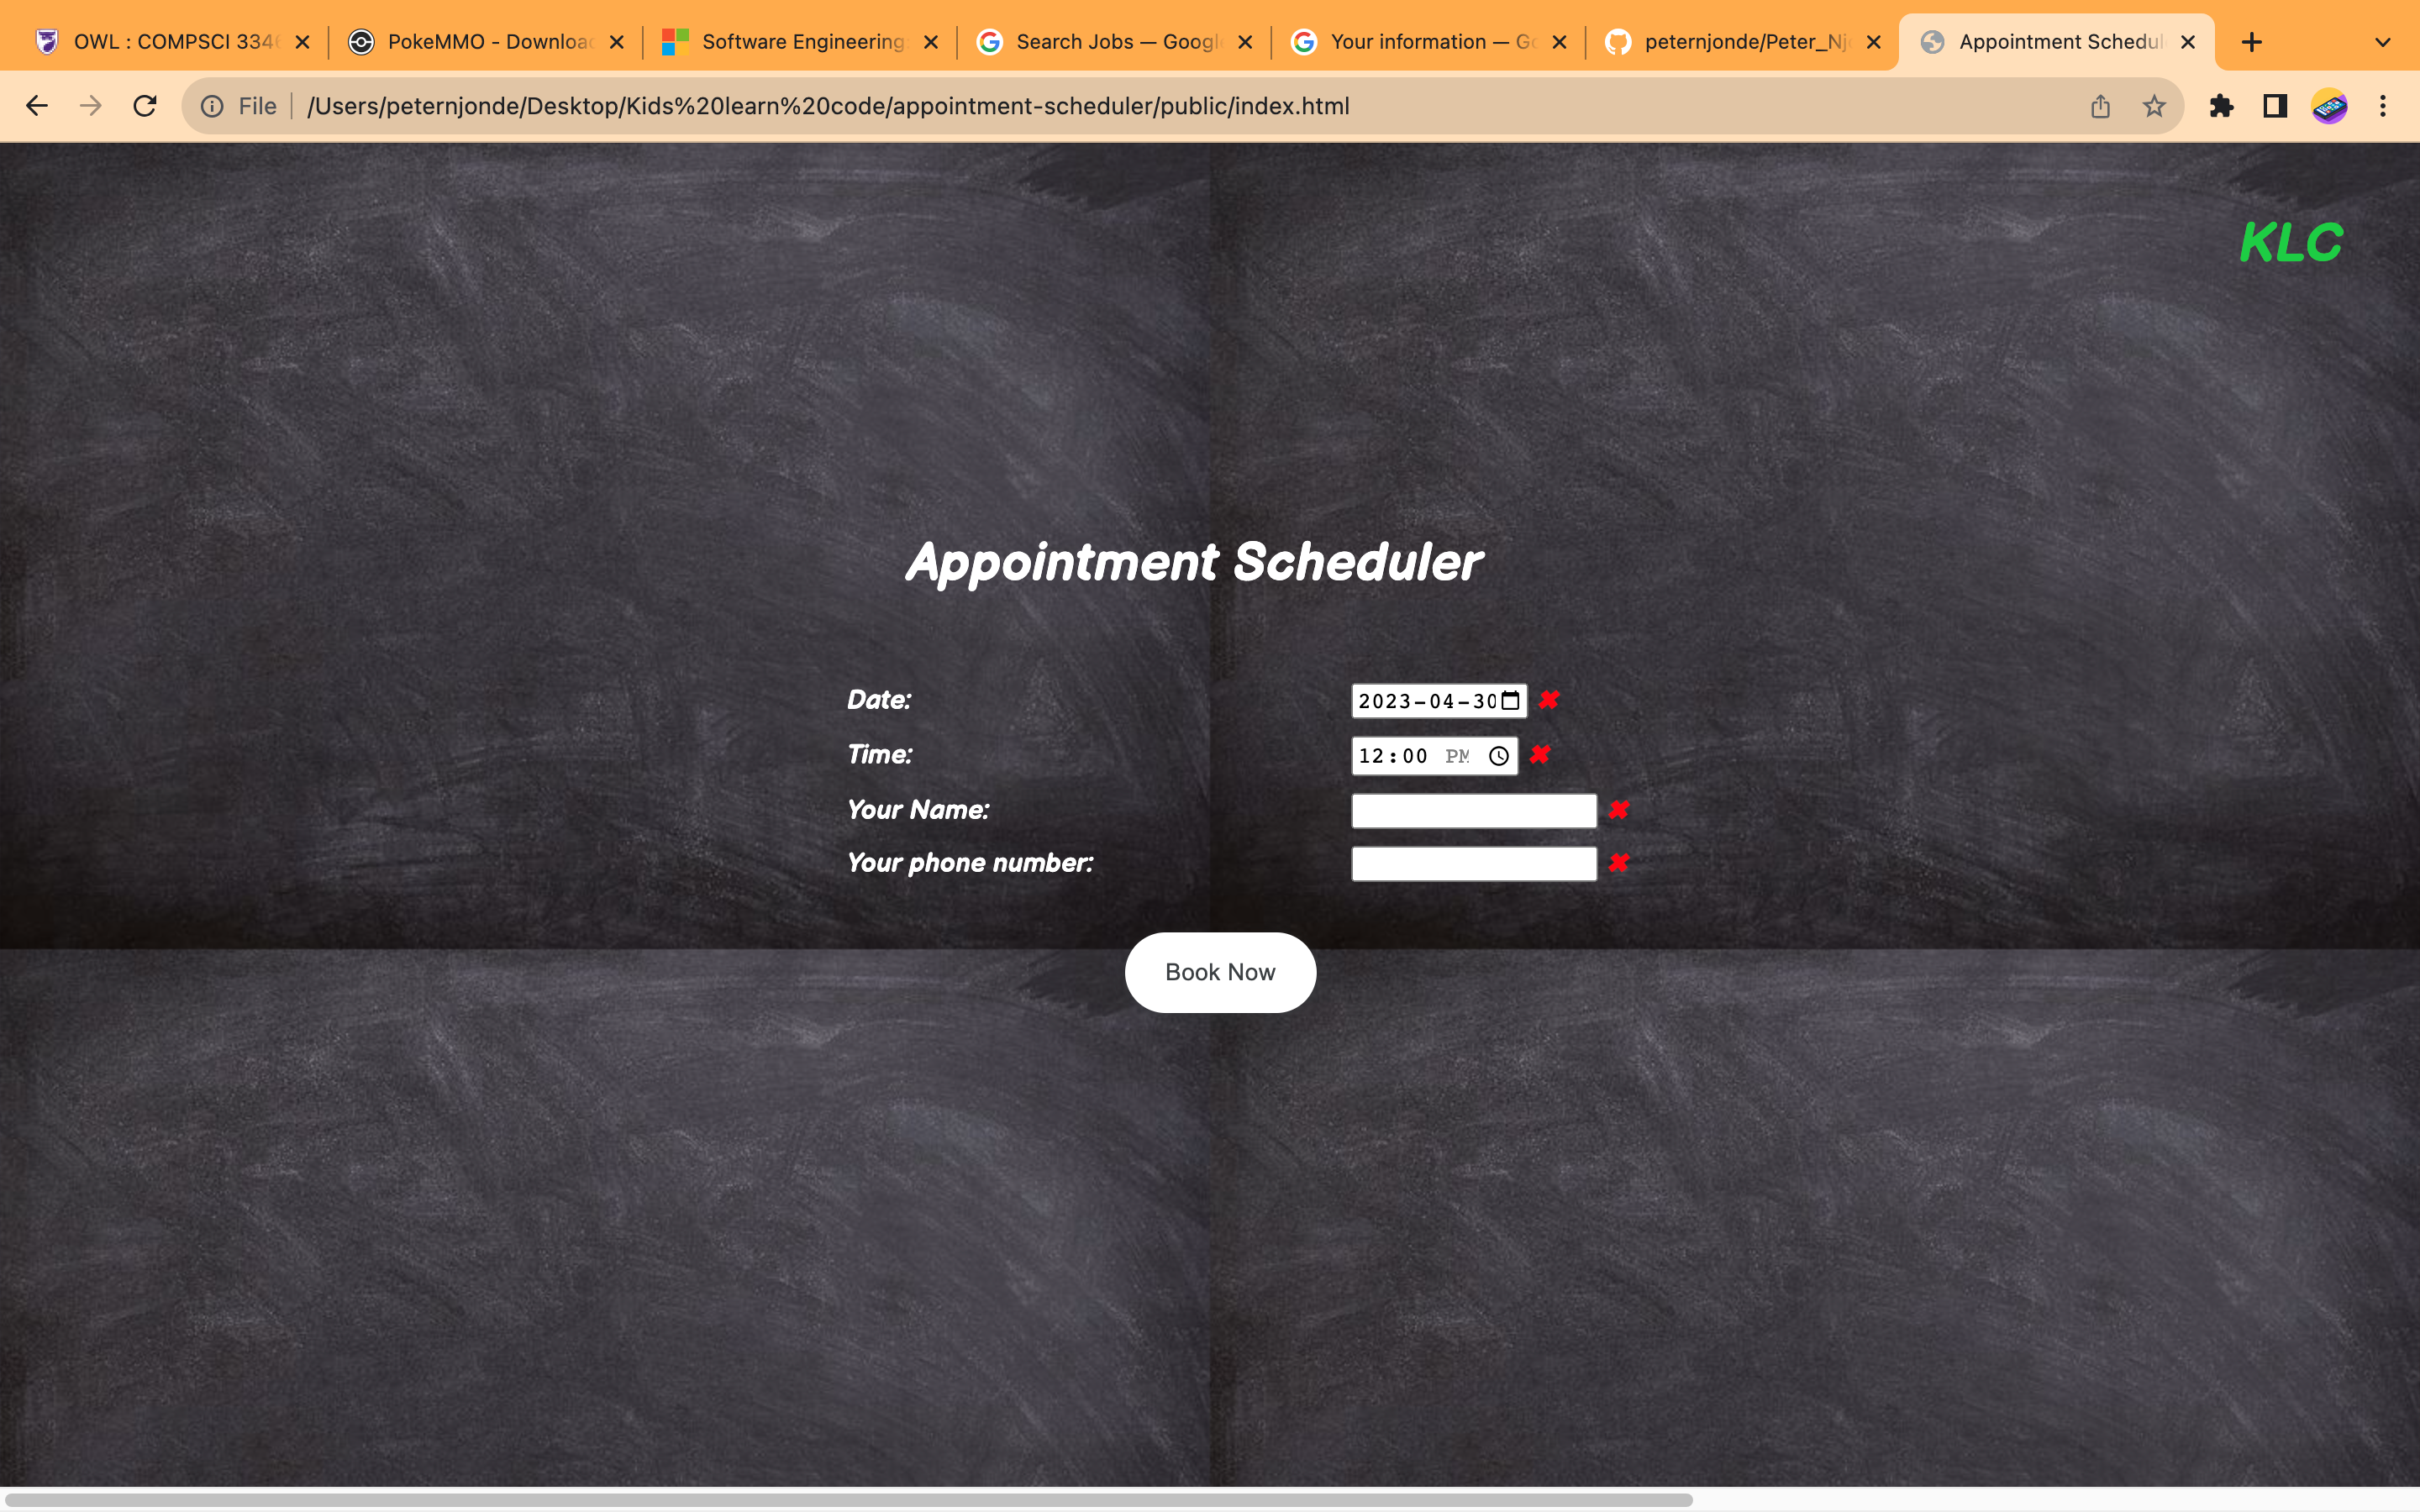 OWL : COMPSCI 334
PokeMMO - Downloa
Software Engineering
Search Jobs — Googl
Your information — Go
peternjonde/Peter_Nj
Appointment Schedul
File /Users/peternjonde/Desktop/Kids%20learn%20code/appointment-scheduler/public/index.html
KLC
Appointment Scheduler
Date: 2023-04-30
Time: 12:00 PM
Your Name:
Your phone number:
Book Now